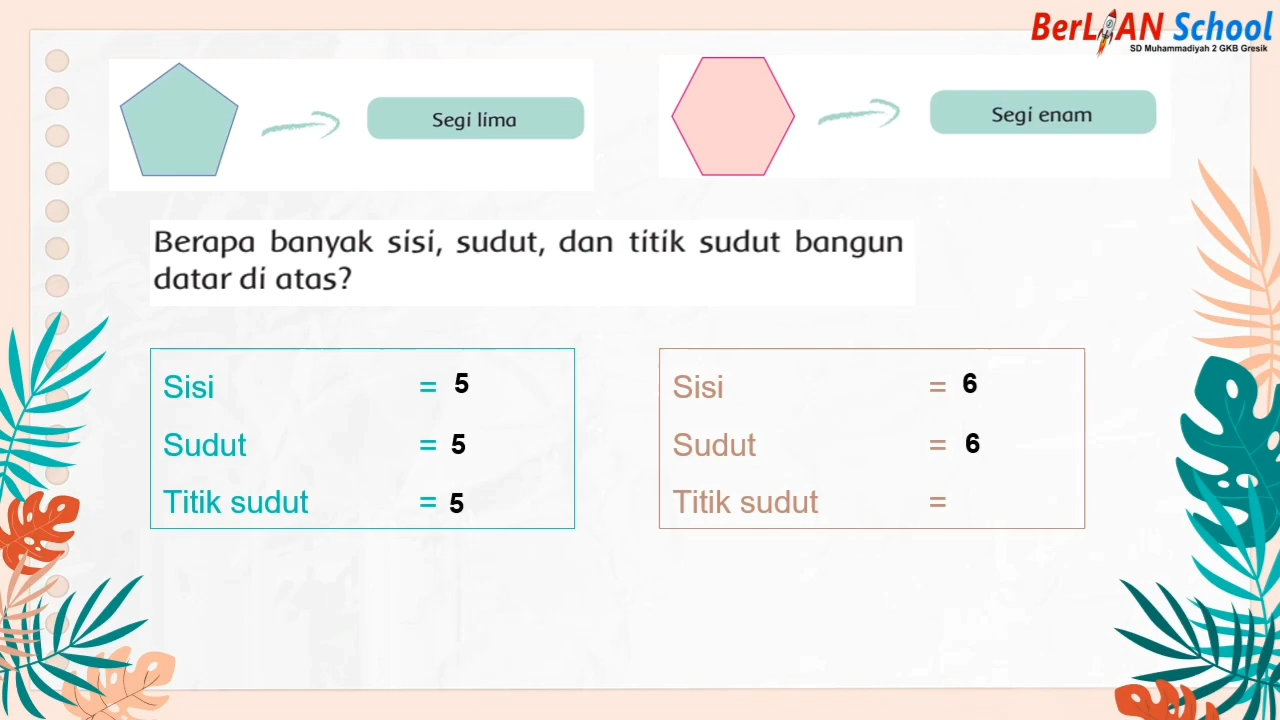 BerLIAN School
SD Muhammadiyah 2 GKB Gresik
Segi lima
Segi enam
Berapa banyak sisi, sudut, dan titik sudut bangun
datar di atas?
Sisi = 5
Sudut = 5
Titik sudut = 5
Sisi = 6
Sudut = 6
Titik sudut =